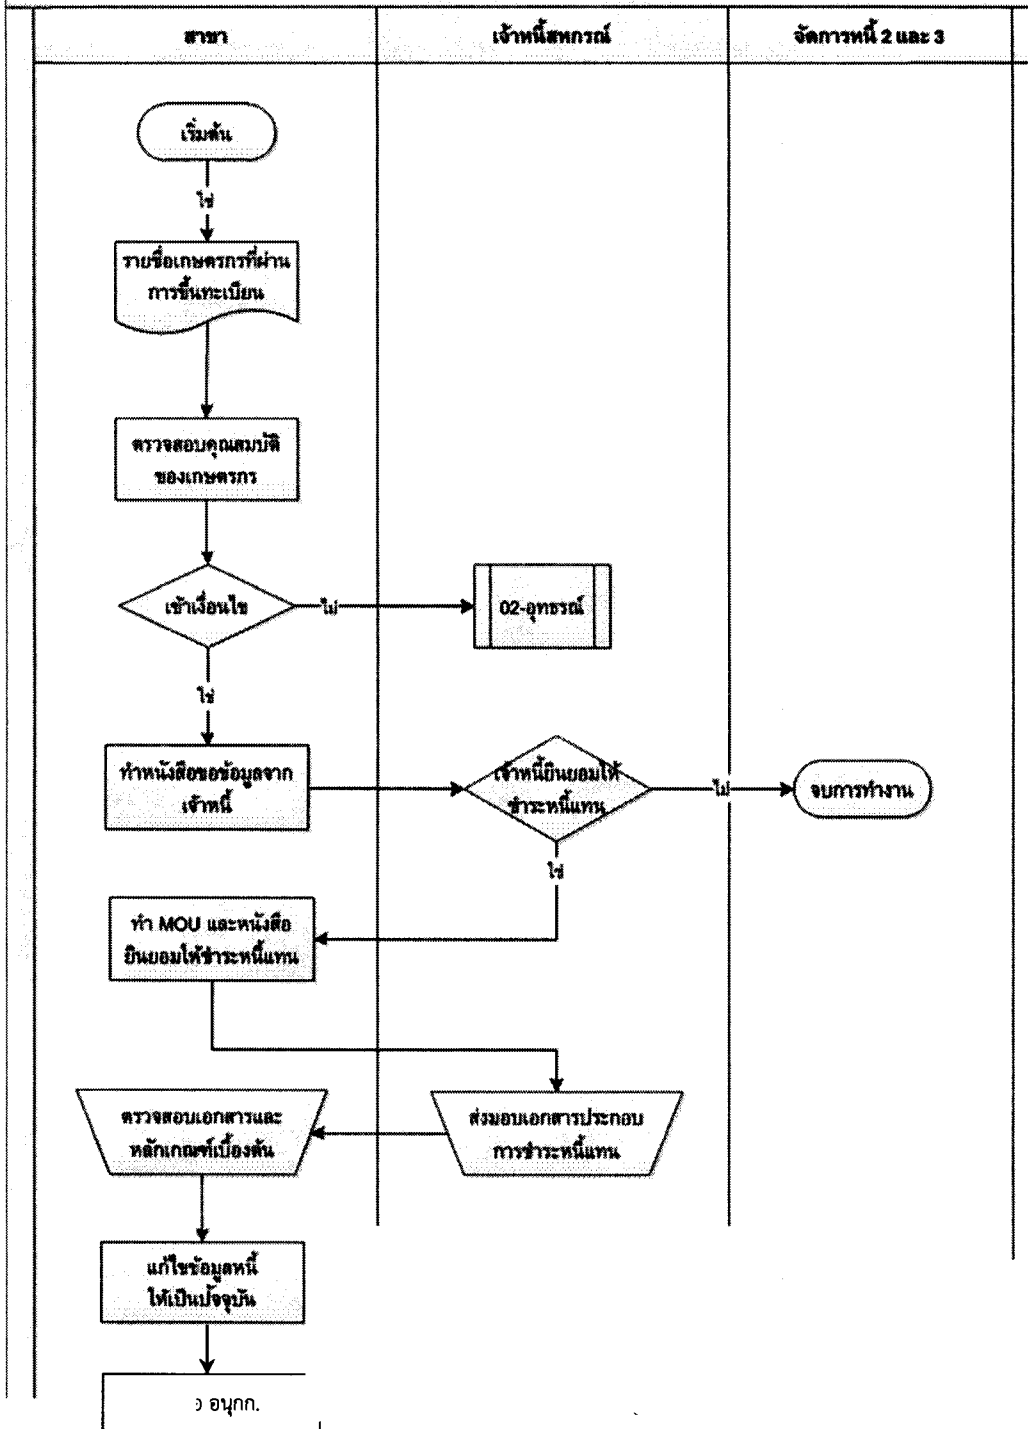 สาขา
เจ้าหนี้สหกรณ์
จัดการหนี้ 2 และ 3
เริ่มต้น
ใช่
รายชื่อเกษตรกรที่ผ่าน
การขึ้นทะเบียน
ตรวจสอบคุณสมบัติ
ของเกษตรกร
เข้าเงื่อนไข
ไม่
02-อุทธรณ์
ใช่
ทำหนังสือขอข้อมูลจาก
เจ้าหนี้
เจ้าหนี้ยินยอมให้
ชำระหนี้แทน
ไม่
จบการทำงาน
ใช่
ทำ MOU และหนังสือ
ยินยอมให้ชำระหนี้แทน
ส่งมอบเอกสารประกอบ
การชำระหนี้แทน
ตรวจสอบเอกสารและ
หลักเกณฑ์เบื้องต้น
แก้ไขข้อมูลหนี้
ให้เป็นปัจจุบัน
อนุกก.